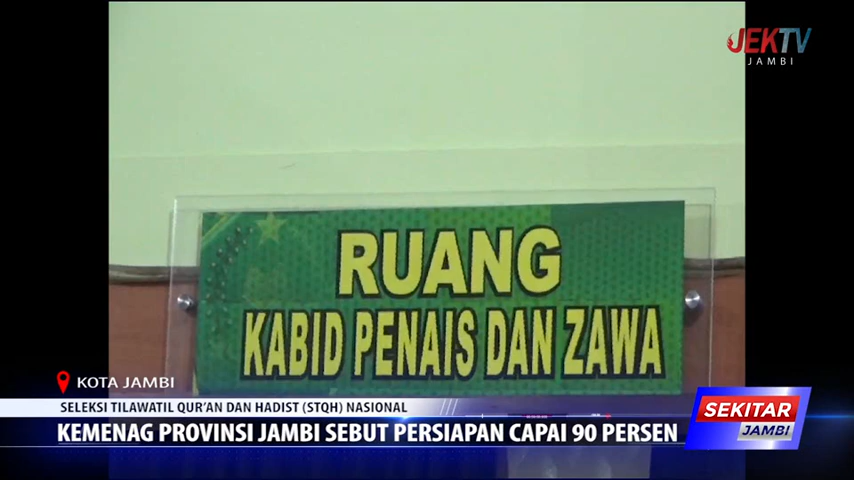 JEKTV
JAMBI
RUANG
KABID PENAIS DAN ZAWA
KOTA JAMBI
SELEKSI TILAWATIL QUR'AN DAN HADIST (STQH) NASIONAL
KEMENAG PROVINSI JAMBI SEBUT PERSIAPAN CAPAI 90 PERSEN
SEKITAR
JAMBI